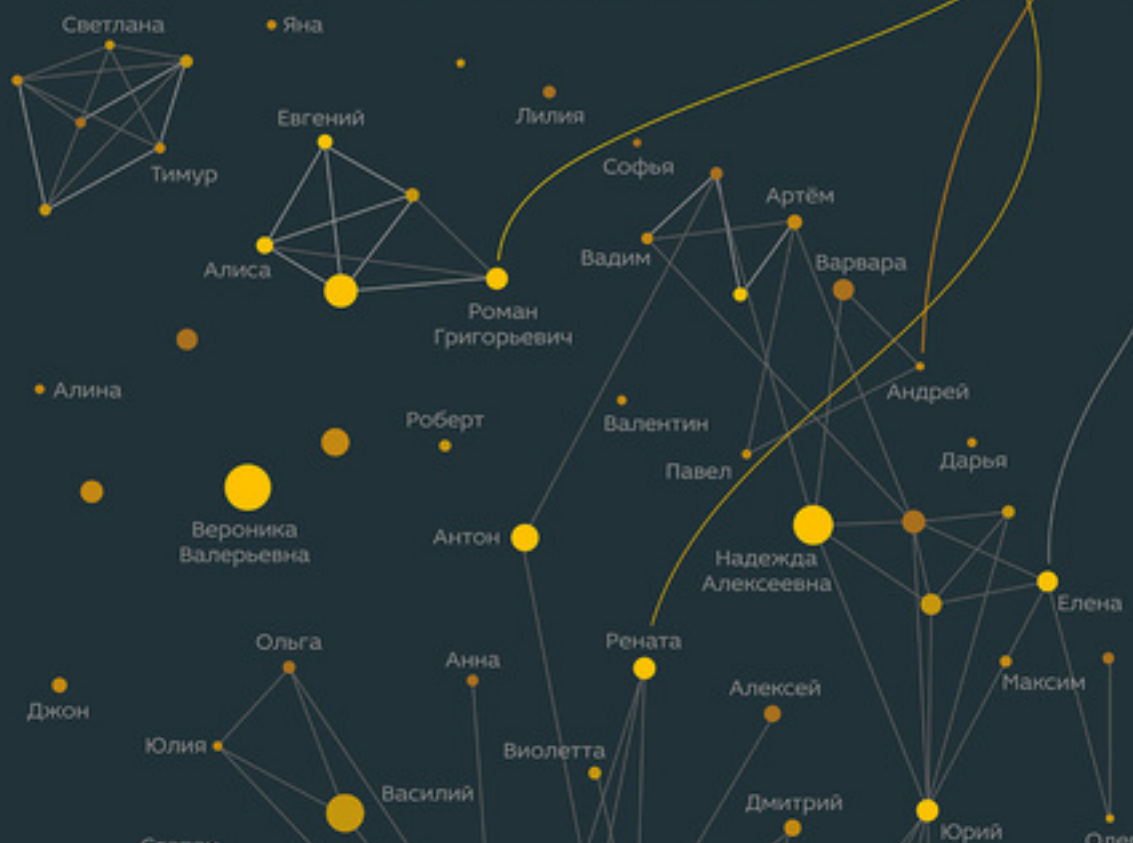 Светлана
Яна
Лилия
Евгений
Софья
Тимур
Артём
Вадим
Алиса
Варвара
Роман
Григорьевич
Алина
Андрей
Роберт
Валентин
Дарья
Павел
Вероника
Валерьевна
Антон
Надежда
Алексеевна
Елена
Ольга
Рената
Анна
Максим
Алексей
Джон
Юлия
Виолетта
Василий
Дмитрий
Юрий